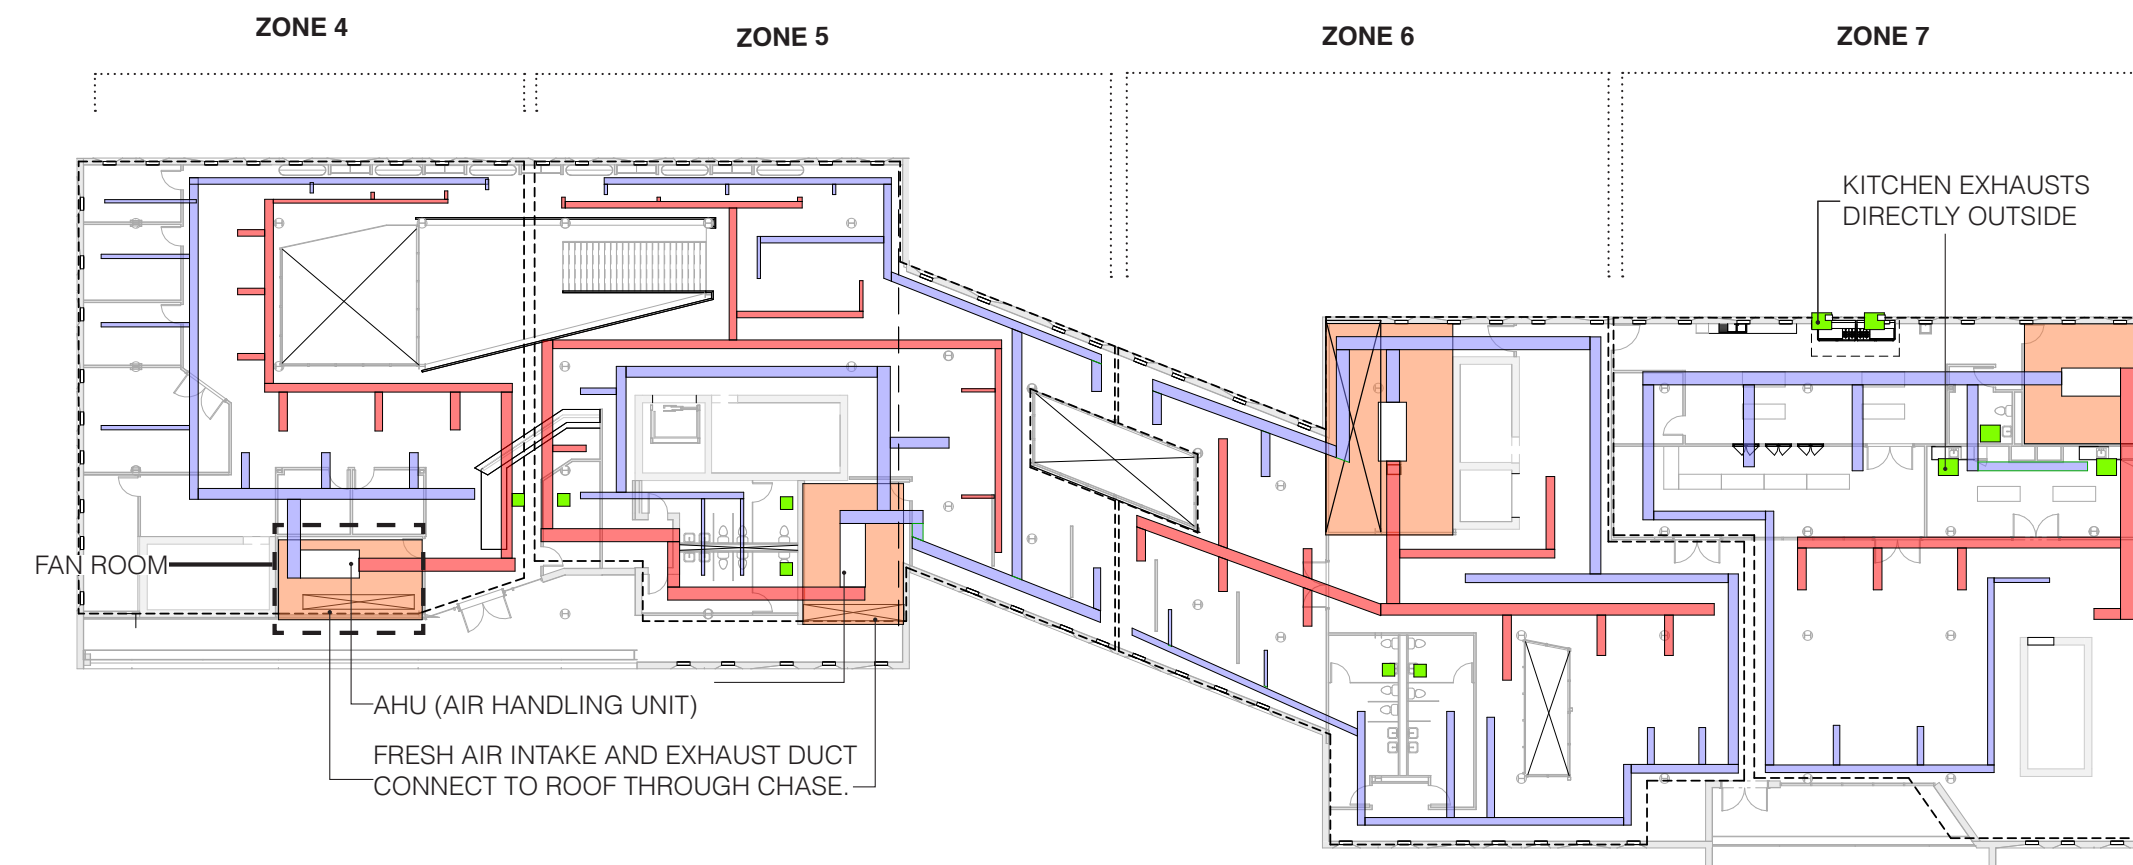 ZONE 4
ZONE 5
ZONE 6
ZONE 7
KITCHEN EXHAUSTS
DIRECTLY OUTSIDE
FAN ROOM
AHU (AIR HANDLING UNIT)
FRESH AIR INTAKE AND EXHAUST DUCT
CONNECT TO ROOF THROUGH CHASE.